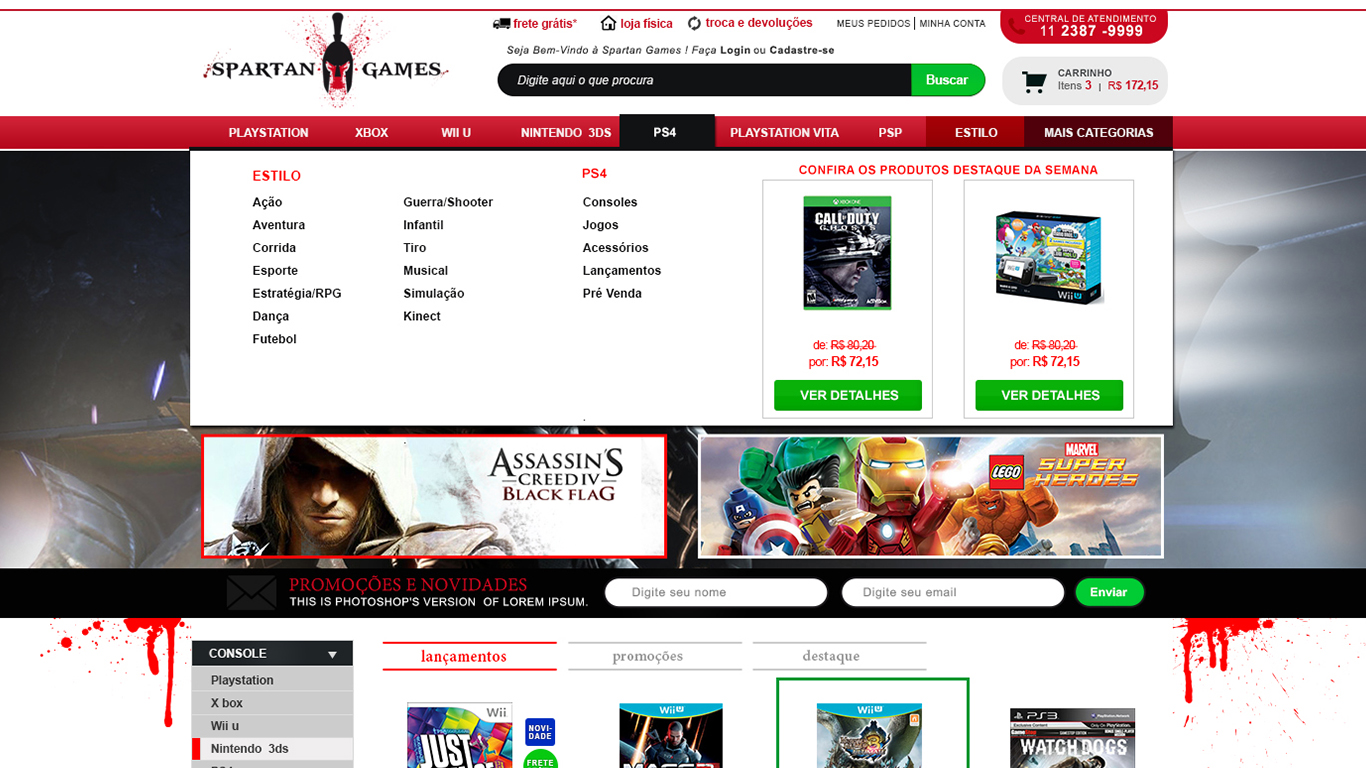 frete grátis*
loja física
troca e devoluções
MEUS PEDIDOS | MINHA CONTA
CENTRAL DE ATENDIMENTO
11 2387 -9999
SPARTAN GAMES
Seja Bem-Vindo à Spartan Games ! Faça Login ou Cadastre-se
Digite aqui o que procura
Buscar
CARRINHO
Itens 3 | R$ 172,15
PLAYSTATION
XBOX
WII U
NINTENDO 3DS
PS4
PLAYSTATION VITA
PSP
ESTILO
MAIS CATEGORIAS
ESTILO
Ação
Aventura
Corrida
Esporte
Estratégia/RPG
Dança
Futebol
Guerra/Shooter
Infantil
Tiro
Musical
Simulação
Kinect
PS4
Consoles
Jogos
Acessórios
Lançamentos
Pré Venda
CONFIRA OS PRODUTOS DESTAQUE DA SEMANA
XBOX ONE
CALL OF DUTY
GHOSTS
ACTIVISION
de: R$ 80,20
por: R$ 72,15
VER DETALHES
Wii U
de: R$ 80,20
por: R$ 72,15
VER DETALHES
ASSASSIN'S
CREED IV
BLACK FLAG
LEGO
MARVEL
SUPER
HEROES
PROMOÇÕES E NOVIDADES
THIS IS PHOTOSHOP'S VERSION OF LOREM IPSUM.
Digite seu nome
Digite seu email
Enviar
CONSOLE
Playstation
X box
Wii u
Nintendo 3ds
lançamentos
promoções
destaque
Wii
JUST
NOVI-
DADE
FRETE
Wii U
MASS
Wii U
3
PS3
WATCH DOGS